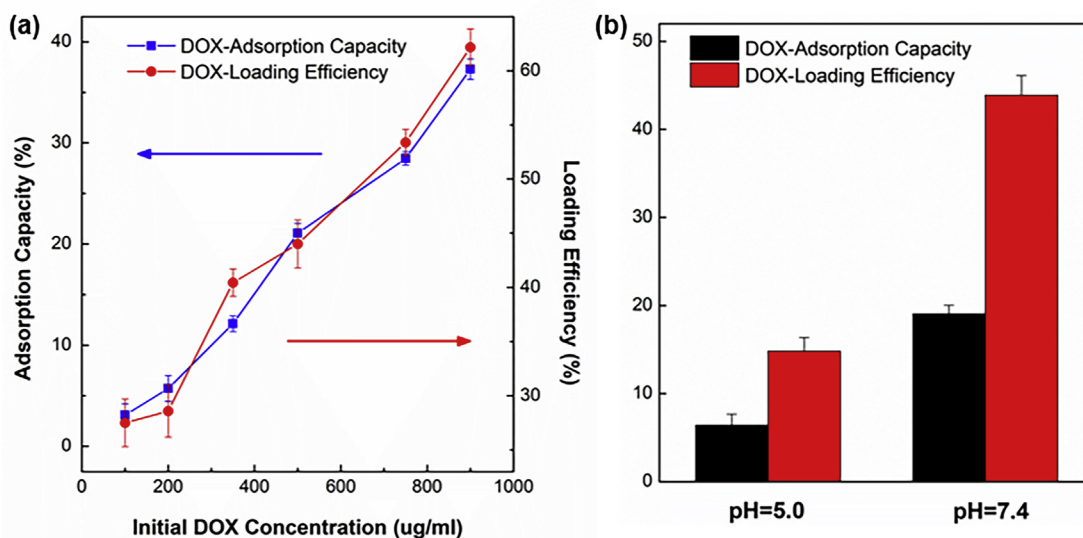 (a)
DOX-Adsorption Capacity
DOX-Loading Efficiency
Adsorption Capacity (%)
40
30
20
10
0
Loading Efficiency (%)
60
50
40
30
0 200 400 600 800 1000
Initial DOX Concentration (ug/ml)
(b)
DOX-Adsorption Capacity
DOX-Loading Efficiency
50
40
30
20
10
0
pH=5.0 pH=7.4